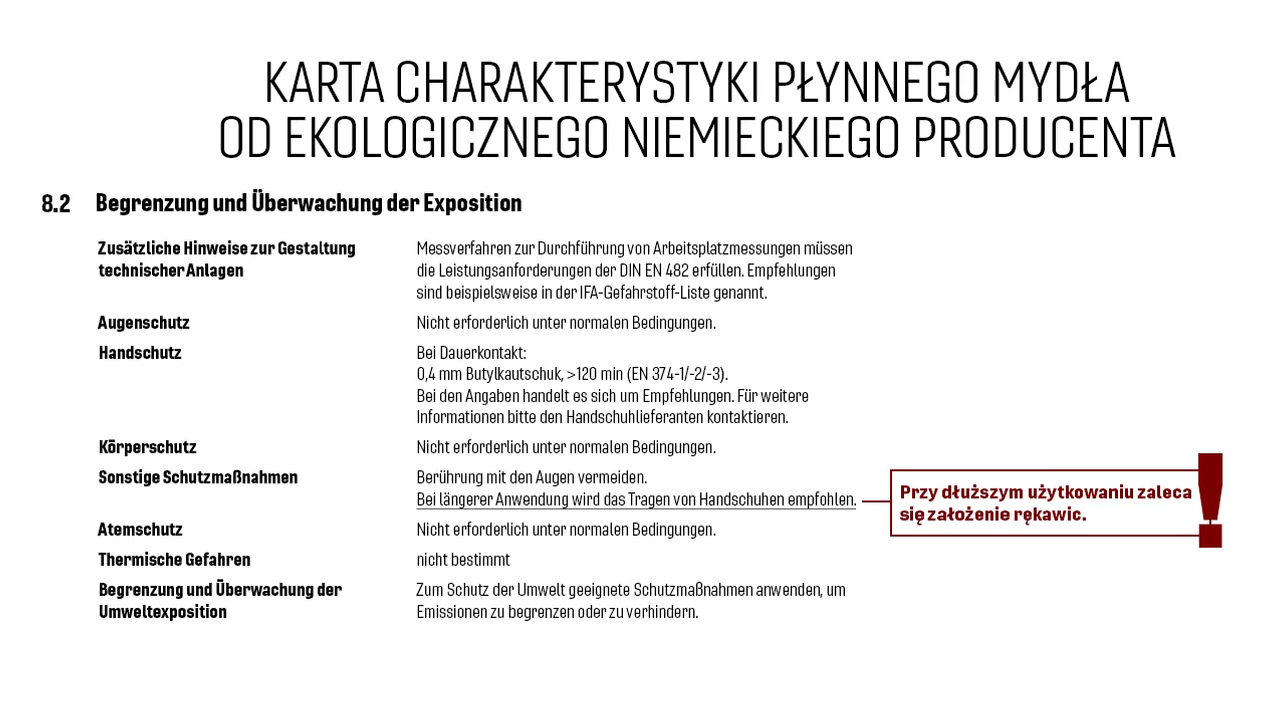 KARTA CHARAKTERYSTYKI PŁYNNEGO MYDŁA
OD EKOLOGICZNEGO NIEMIECKIEGO PRODUCENTA
8.2 Begrenzung und Überwachung der Exposition
Zusätzliche Hinweise zur Gestaltung
technischer Anlagen
Messverfahren zur Durchführung von Arbeitsplatzmessungen müssen
die Leistungsanforderungen der DIN EN 482 erfüllen. Empfehlungen
sind beispielsweise in der IFA-Gefahrstoff-Liste genannt.
Augenschutz
Nicht erforderlich unter normalen Bedingungen.
Handschutz
Bei Dauerkontakt:
0,4 mm Butylkautschuk, >120 min (EN 374-1/-2/-3).
Bei den Angaben handelt es sich um Empfehlungen. Für weitere
Informationen bitte den Handschuhlieferanten kontaktieren.
Körperschutz
Nicht erforderlich unter normalen Bedingungen.
Sonstige Schutzmaßnahmen
Berührung mit den Augen vermeiden.
Bei längerer Anwendung wird das Tragen von Handschuhen empfohlen.
Przy dłuższym użytkowaniu zaleca
się założenie rękawic.
!
Atemschutz
Nicht erforderlich unter normalen Bedingungen.
Thermische Gefahren
nicht bestimmt
Begrenzung und Überwachung der
Umweltexposition
Zum Schutz der Umwelt geeignete Schutzmaßnahmen anwenden, um
Emissionen zu begrenzen oder zu verhindern.